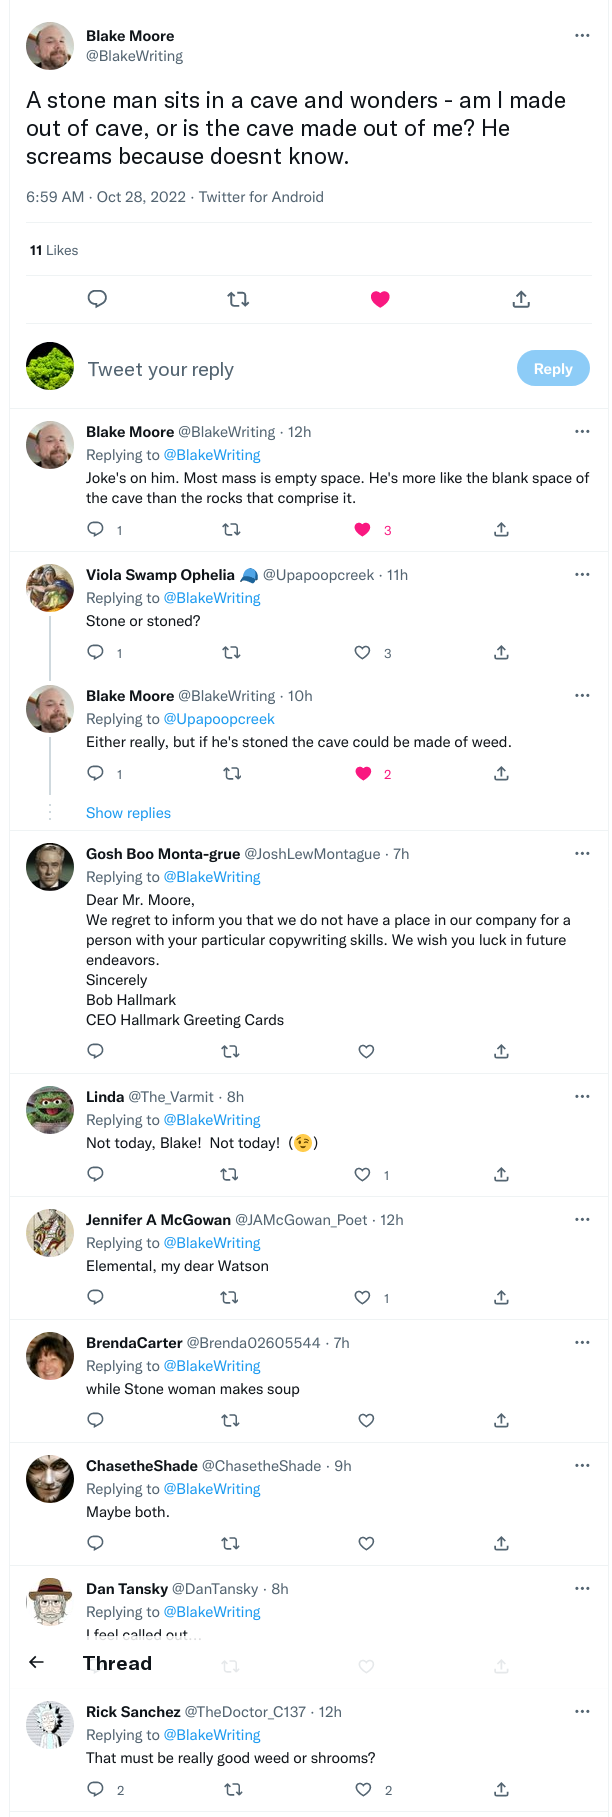 Blake Moore
@BlakeWriting
A stone man sits in a cave and wonders - am I made
out of cave, or is the cave made out of me? He
screams because doesnt know.
6:59 AM · Oct 28, 2022 · Twitter for Android
11 Likes
Tweet your reply
Reply
Blake Moore @BlakeWriting · 12h
Replying to @BlakeWriting
Joke's on him. Most mass is empty space. He's more like the blank space of
the cave than the rocks that comprise it.
1 3
Viola Swamp Ophelia 🧢 @Upapoopcreek · 11h
Replying to @BlakeWriting
Stone or stoned?
1 3
Blake Moore @BlakeWriting · 10h
Replying to @Upapoopcreek
Either really, but if he's stoned the cave could be made of weed.
1 2
Show replies
Gosh Boo Monta-grue @JoshLewMontague · 7h
Replying to @BlakeWriting
Dear Mr. Moore,
We regret to inform you that we do not have a place in our company for a
person with your particular copywriting skills. We wish you luck in future
endeavors.
Sincerely
Bob Hallmark
CEO Hallmark Greeting Cards
Linda @The_Varmit · 8h
Replying to @BlakeWriting
Not today, Blake!  Not today!  (😉)
1
Jennifer A McGowan @JAMcGowan_Poet · 12h
Replying to @BlakeWriting
Elemental, my dear Watson
1
BrendaCarter @Brenda02605544 · 7h
Replying to @BlakeWriting
while Stone woman makes soup
ChasetheShade @ChasetheShade · 9h
Replying to @BlakeWriting
Maybe both.
Dan Tansky @DanTansky · 8h
Replying to @BlakeWriting
I feel called out...
Thread
Rick Sanchez @TheDoctor_C137 · 12h
Replying to @BlakeWriting
That must be really good weed or shrooms?
2 2